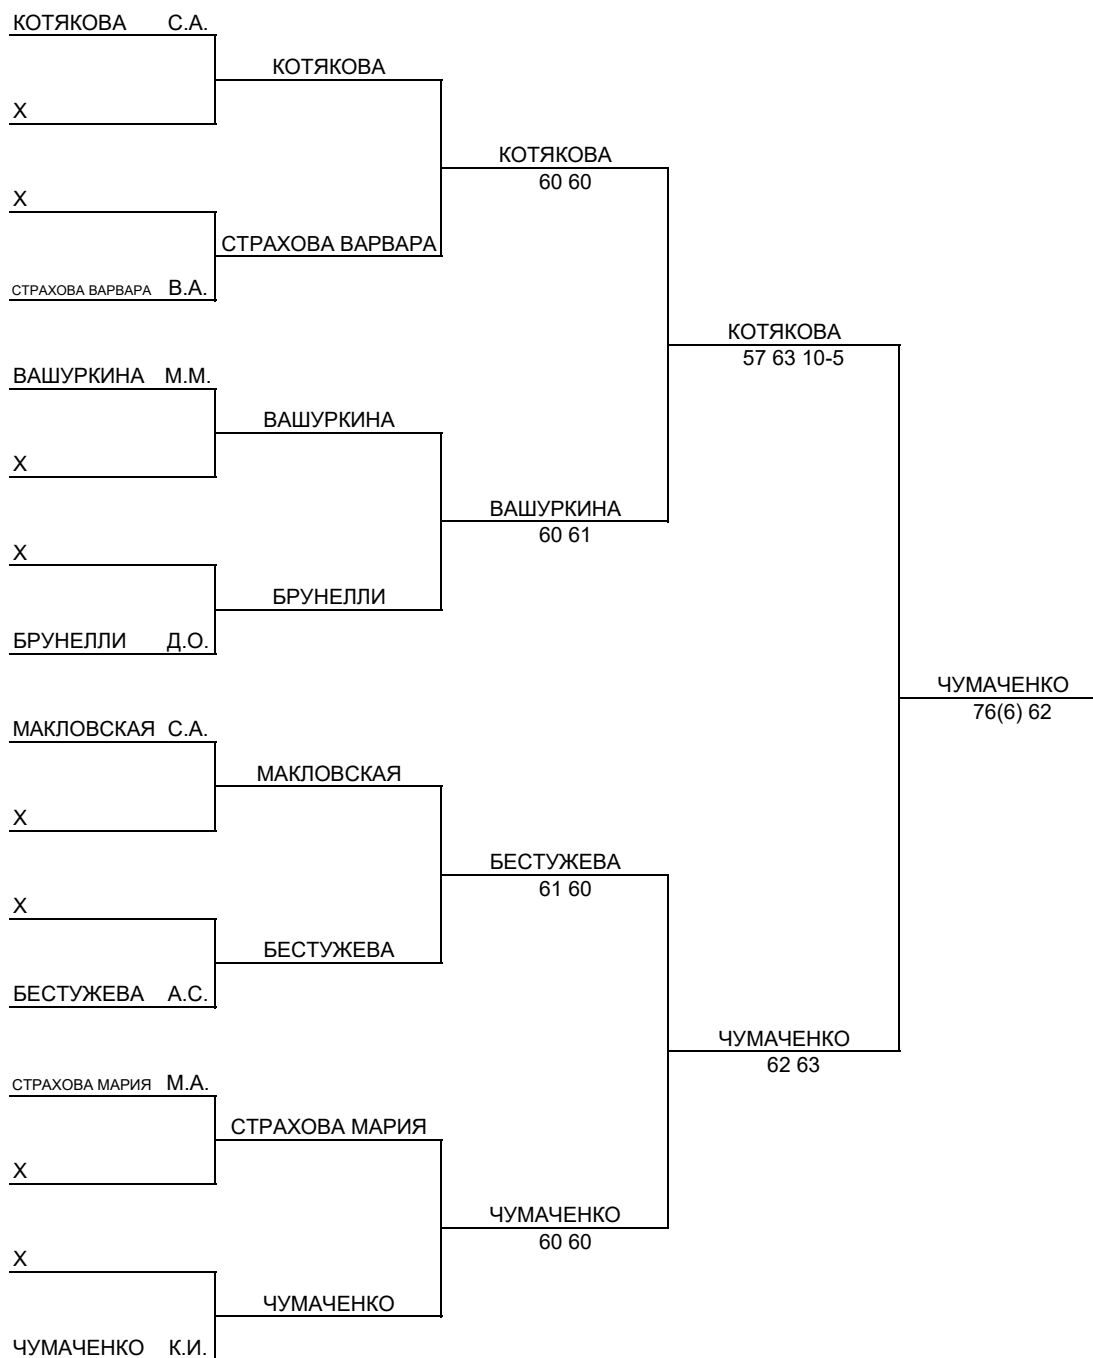 КОТЯКОВА С.А.
КОТЯКОВА
X
КОТЯКОВА
60 60
X
СТРАХОВА ВАРВАРА
СТРАХОВА ВАРВАРА В.А.
КОТЯКОВА
57 63 10-5
ВАШУРКИНА М.М.
ВАШУРКИНА
X
ВАШУРКИНА
60 61
X
БРУНЕЛЛИ
БРУНЕЛЛИ Д.О.
ЧУМАЧЕНКО
76(6) 62
МАКЛОВСКАЯ С.А.
МАКЛОВСКАЯ
X
БЕСТУЖЕВА
61 60
X
БЕСТУЖЕВА
БЕСТУЖЕВА А.С.
ЧУМАЧЕНКО
62 63
СТРАХОВА МАРИЯ М.А.
СТРАХОВА МАРИЯ
X
ЧУМАЧЕНКО
60 60
X
ЧУМАЧЕНКО
ЧУМАЧЕНКО К.И.